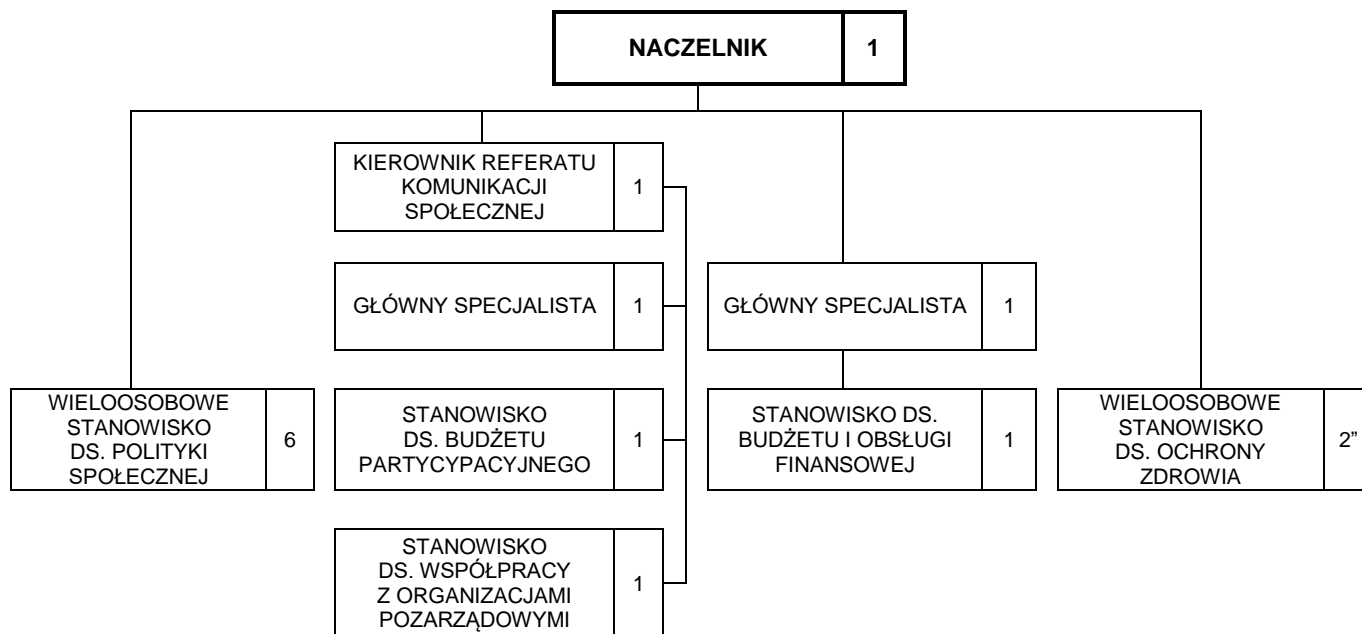 NACZELNIK 1
KIEROWNIK REFERATU
KOMUNIKACJI
SPOŁECZNEJ
1
GŁÓWNY SPECJALISTA 1
GŁÓWNY SPECJALISTA 1
WIELOOSOBOWE
STANOWISKO
DS. POLITYKI
SPOŁECZNEJ
6
STANOWISKO
DS. BUDŻETU
PARTYCYPACYJNEGO
1
STANOWISKO DS.
BUDŻETU I OBSŁUGI
FINANSOWEJ
1
WIELOOSOBOWE
STANOWISKO
DS. OCHRONY
ZDROWIA
2”
STANOWISKO
DS. WSPÓŁPRACY
Z ORGANIZACJAMI
POZARZĄDOWYMI
1